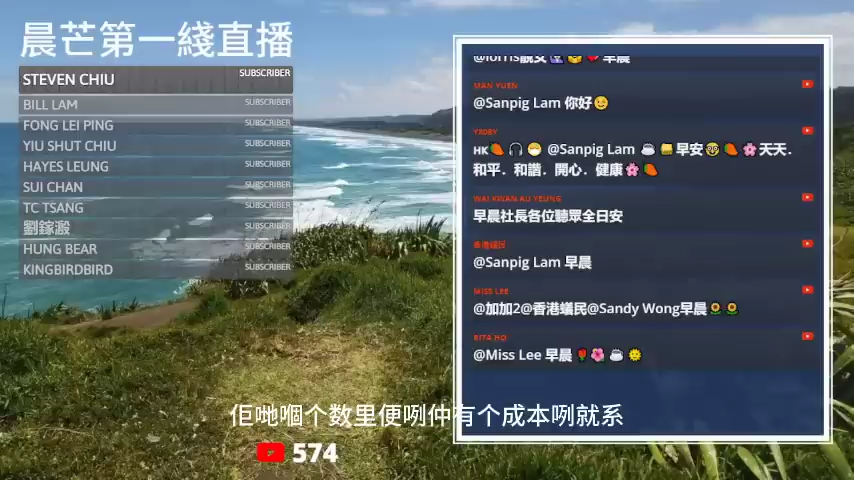 晨芒第一綫直播
STEVEN CHIU SUBSCRIBER
BILL LAM SUBSCRIBER
FONG LEI PING SUBSCRIBER
YIU SHUT CHIU SUBSCRIBER
HAYES LEUNG SUBSCRIBER
SUI CHAN SUBSCRIBER
TC TSANG SUBSCRIBER
劉鎵澱 SUBSCRIBER
HUNG BEAR SUBSCRIBER
KINGBIRDBIRD SUBSCRIBER
MAN YUEN
@Sanpig Lam 你好😉
HK🥭🎧😷 @Sanpig Lam ☕🍞早安🤓🥭🌸天天.
和平. 和諧. 開心. 健康🌸🥭
WAI KWAN AU YEUNG
早晨社長各位聽眾全日安
香港蟻民
@Sanpig Lam 早晨
MISS LEE
@加加2@香港蟻民@Sandy Wong早晨🌻🌻
RITA HO
@Miss Lee 早晨🌹🌸☕🌞
佢哋嗰个数里便咧仲有个成本咧就系
574